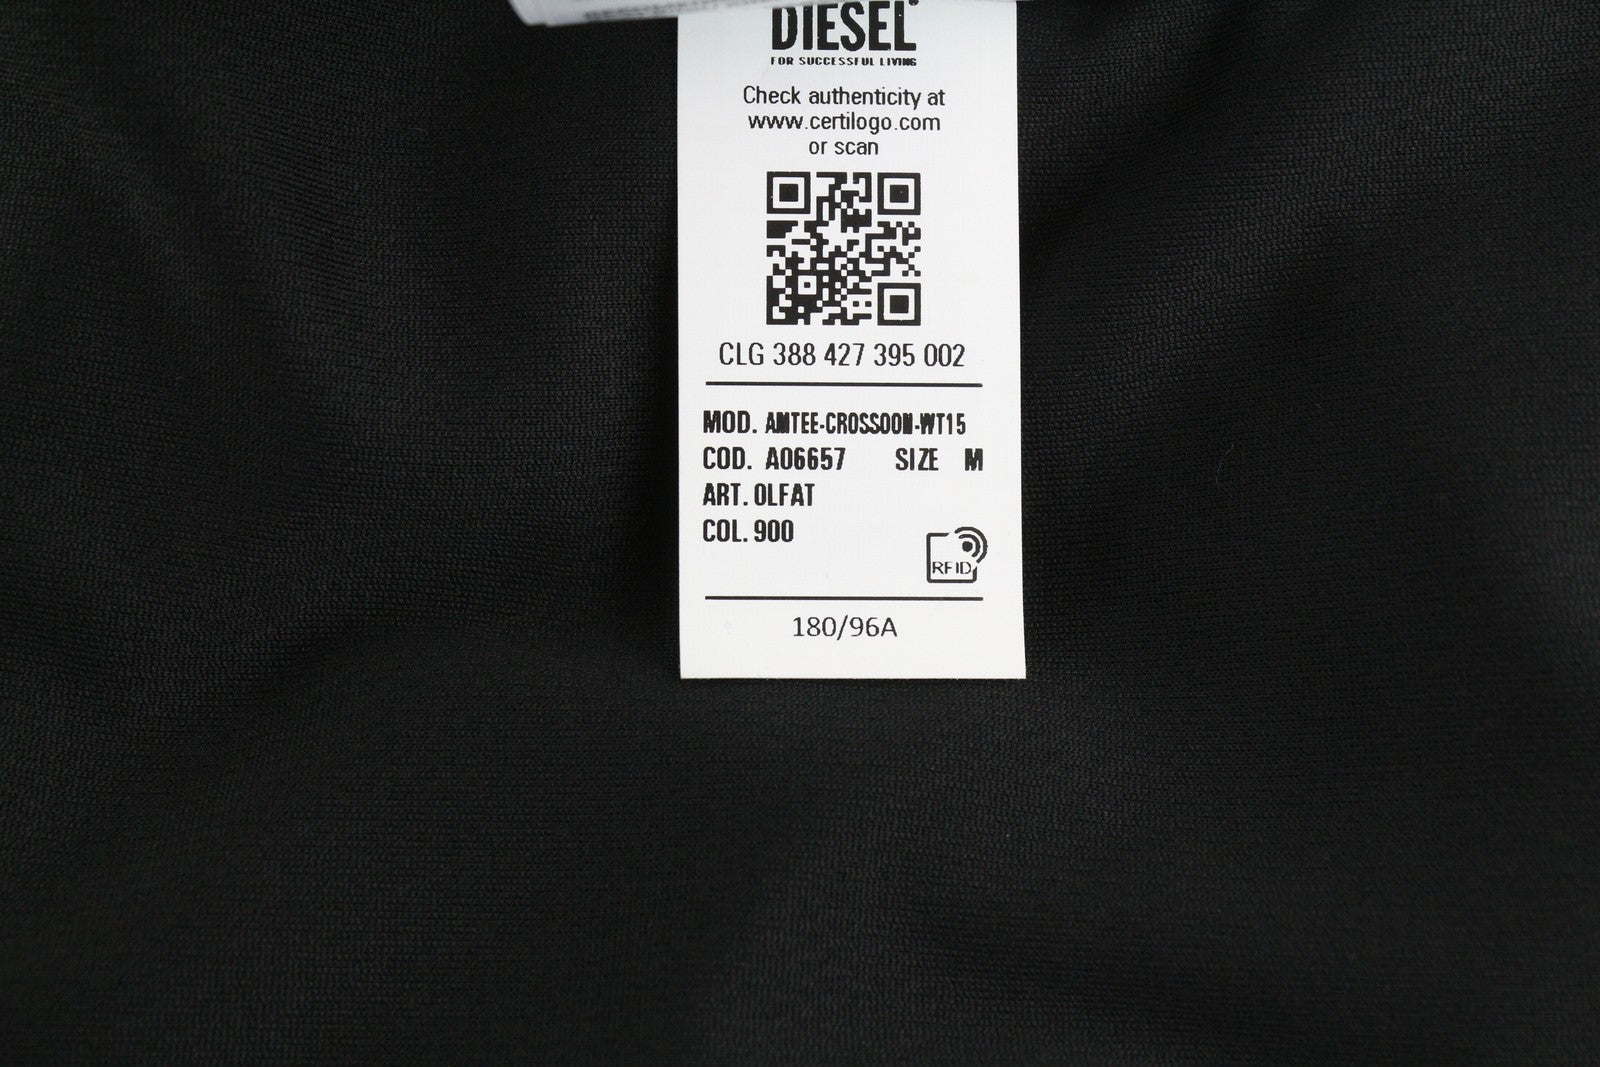 DIESEL®
FOR SUCCESSFUL LIVING
Check authenticity at
www.certilogo.com
or scan
CLG 388 427 395 002
MOD. AMTEE-CROSSOON-WT15
COD. A06657 SIZE M
ART. 0LFAT
COL. 900
RFID
180/96A